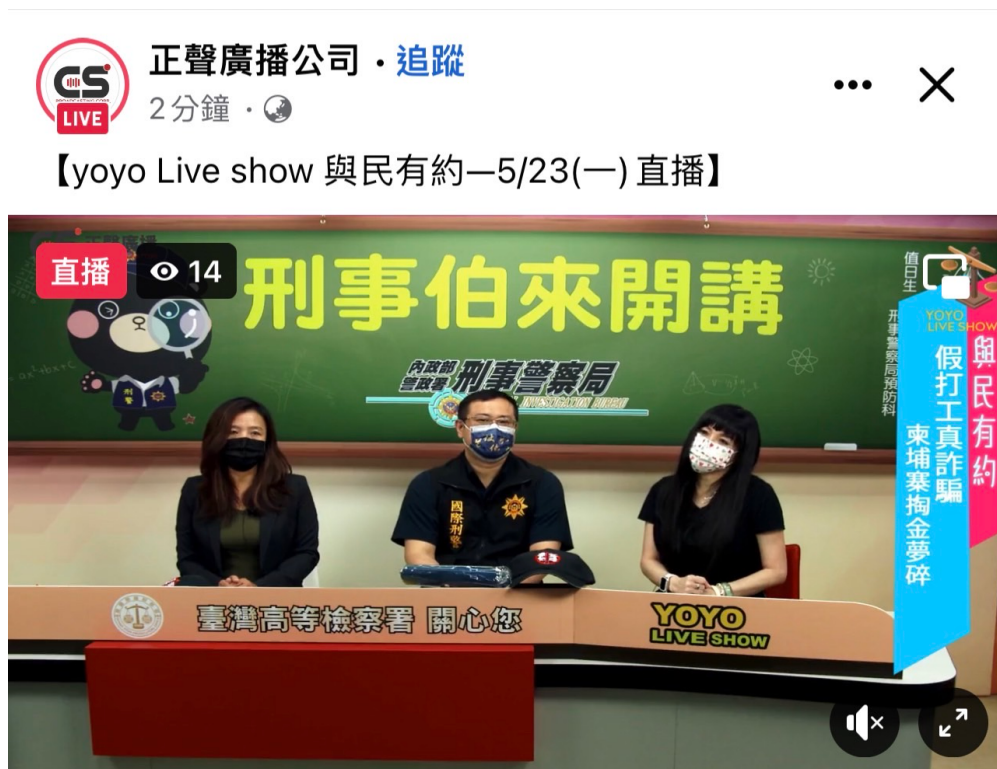 正聲廣播公司・追蹤
CS
LIVE
2分鐘
【yoyo Live show 與民有約—5/23(一)直播】
直播
14
刑事伯來開講
內政部
警政署
刑事警察局
刑警
值日生
刑事警察局預防科
YOYO
LIVE SHOW
與民有約
假打工真詐騙
柬埔寨掏金夢碎
國際刑警
臺灣高等檢察署 關心您
YOYO
LIVE SHOW